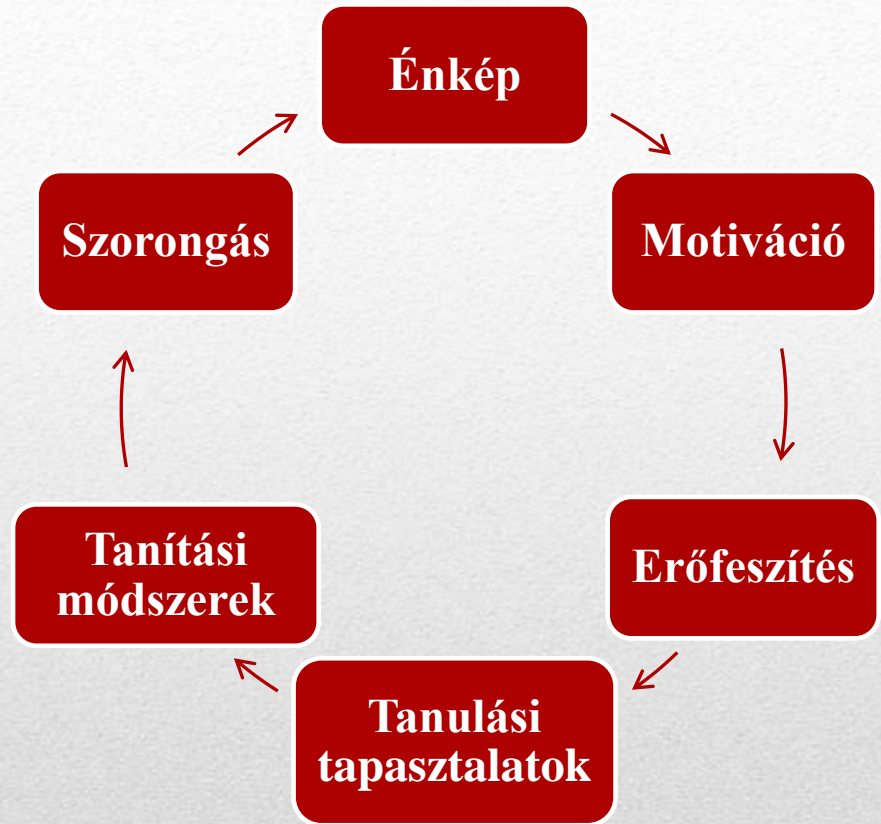 Énkép
Motiváció
Erőfeszítés
Tanulási
tapasztalatok
Tanítási
módszerek
Szorongás